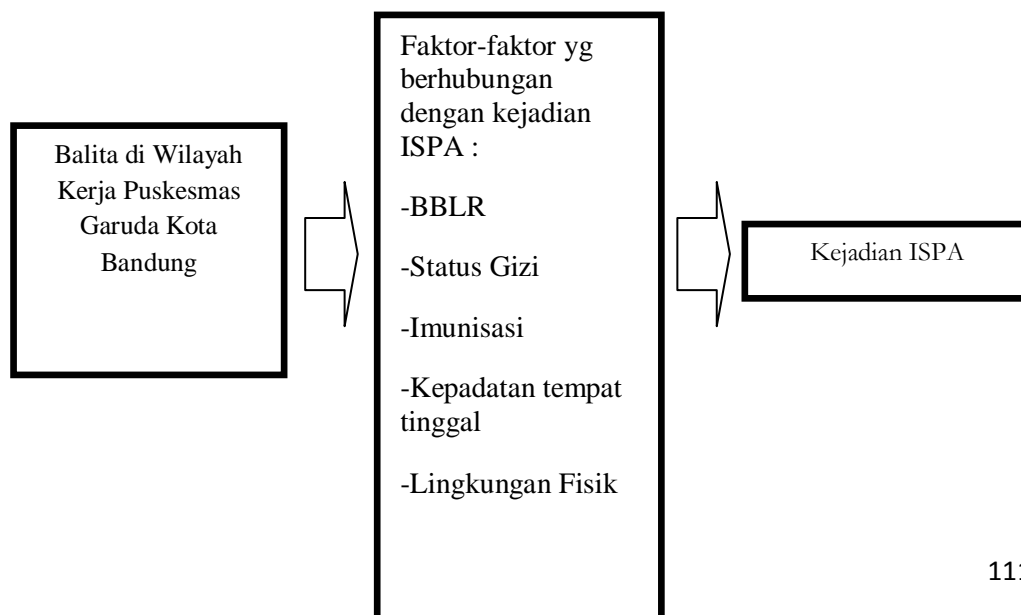 Balita di Wilayah
Kerja Puskesmas
Garuda Kota
Bandung
Faktor-faktor yg
berhubungan
dengan kejadian
ISPA :
-BBLR
-Status Gizi
-Imunisasi
-Kepadatan tempat
tinggal
-Lingkungan Fisik
Kejadian ISPA
111